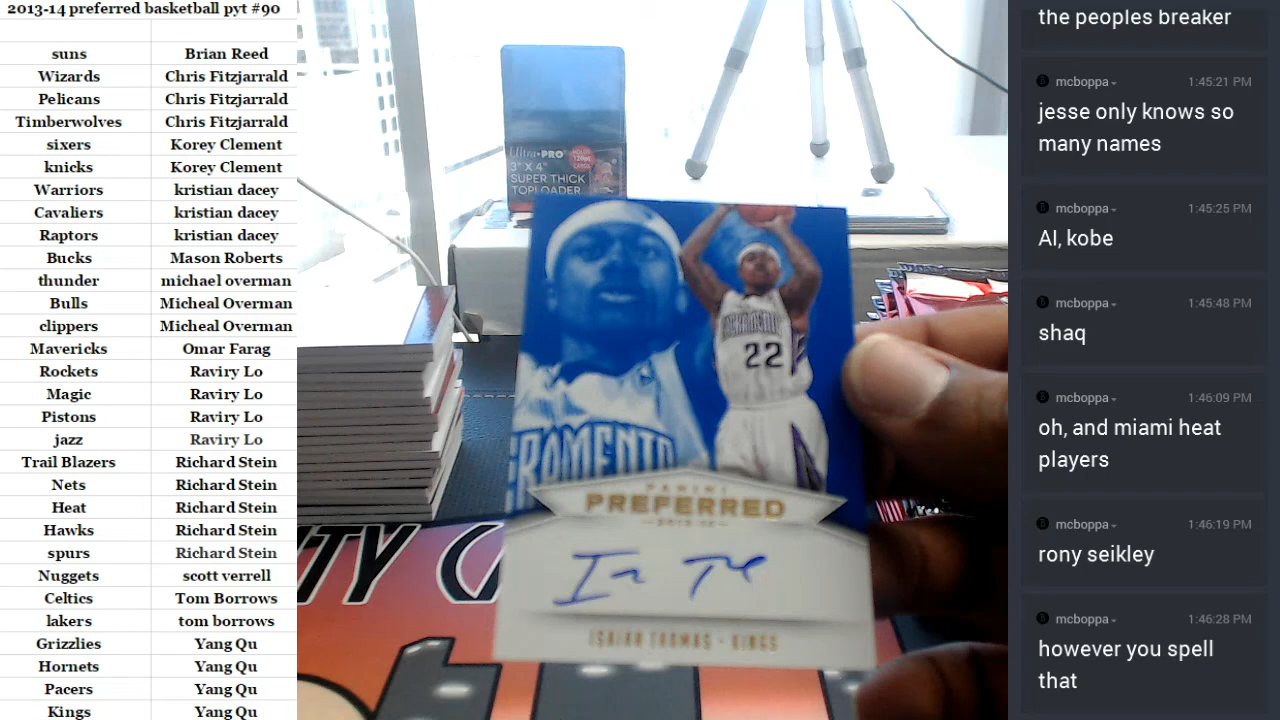 2013-14 preferred basketball pyt #90
suns Brian Reed
Wizards Chris Fitzjarrald
Pelicans Chris Fitzjarrald
Timberwolves Chris Fitzjarrald
sixers Korey Clement
knicks Korey Clement
Warriors kristian dacey
Cavaliers kristian dacey
Raptors kristian dacey
Bucks Mason Roberts
thunder michael overman
Bulls Micheal Overman
clippers Micheal Overman
Mavericks Omar Farag
Rockets Raviry Lo
Magic Raviry Lo
Pistons Raviry Lo
jazz Raviry Lo
Trail Blazers Richard Stein
Nets Richard Stein
Heat Richard Stein
Hawks Richard Stein
spurs Richard Stein
Nuggets scott verrell
Celtics Tom Borrows
lakers tom borrows
Grizzlies Yang Qu
Hornets Yang Qu
Pacers Yang Qu
Kings Yang Qu
Ultra·PRO
3" X 4"
SUPER THICK
TOPLOADER
SACRAMENTO
22
PANINI
PREFERRED
2013-14
ISAIAH THOMAS · KINGS
ITY
the peoples breaker
mcboppa 1:45:21 PM
jesse only knows so
many names
mcboppa 1:45:25 PM
AI, kobe
mcboppa 1:45:48 PM
shaq
mcboppa 1:46:09 PM
oh, and miami heat
players
mcboppa 1:46:19 PM
rony seikley
mcboppa 1:46:28 PM
however you spell
that